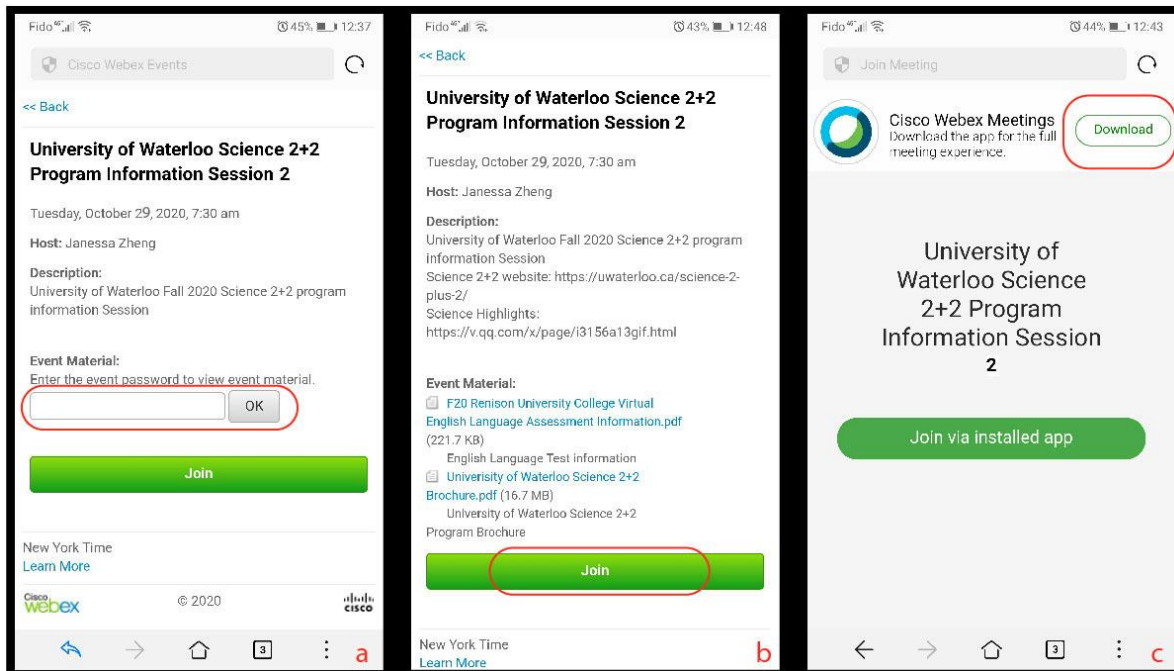 Fido 4G 45% 12:37
Cisco Webex Events
<< Back
University of Waterloo Science 2+2
Program Information Session 2
Tuesday, October 29, 2020, 7:30 am
Host: Janessa Zheng
Description:
University of Waterloo Fall 2020 Science 2+2 program
information Session
Event Material:
Enter the event password to view event material.
OK
Join
New York Time
Learn More
Cisco
webex
© 2020
cisco
3
a
Fido 4G 43% 12:48
<< Back
University of Waterloo Science 2+2
Program Information Session 2
Tuesday, October 29, 2020, 7:30 am
Host: Janessa Zheng
Description:
University of Waterloo Fall 2020 Science 2+2 program
information Session
Science 2+2 website: https://uwaterloo.ca/science-2-
plus-2/
Science Highlights:
https://v.qq.com/x/page/i3156a13gif.html
Event Material:
F20 Renison University College Virtual
English Language Assessment Information.pdf
(221.7 KB)
English Language Test information
Univerisity of Waterloo Science 2+2
Brochure.pdf (16.7 MB)
University of Waterloo Science 2+2
Program Brochure
Join
New York Time
Learn More
b
Fido 4G 44% 12:43
Join Meeting
Cisco Webex Meetings
Download the app for the full
meeting experience.
Download
University of
Waterloo Science
2+2 Program
Information Session
2
Join via installed app
3
c